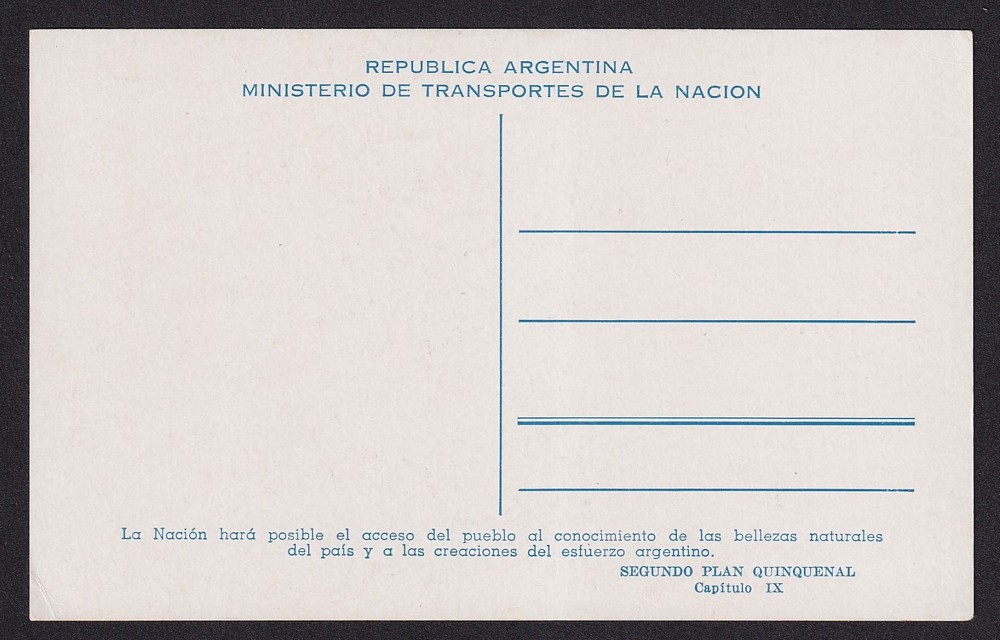 REPUBLICA ARGENTINA
MINISTERIO DE TRANSPORTES DE LA NACION
La Nación hará posible el acceso del pueblo al conocimiento de las bellezas naturales
del país y a las creaciones del esfuerzo argentino.
SEGUNDO PLAN QUINQUENAL
Capítulo IX